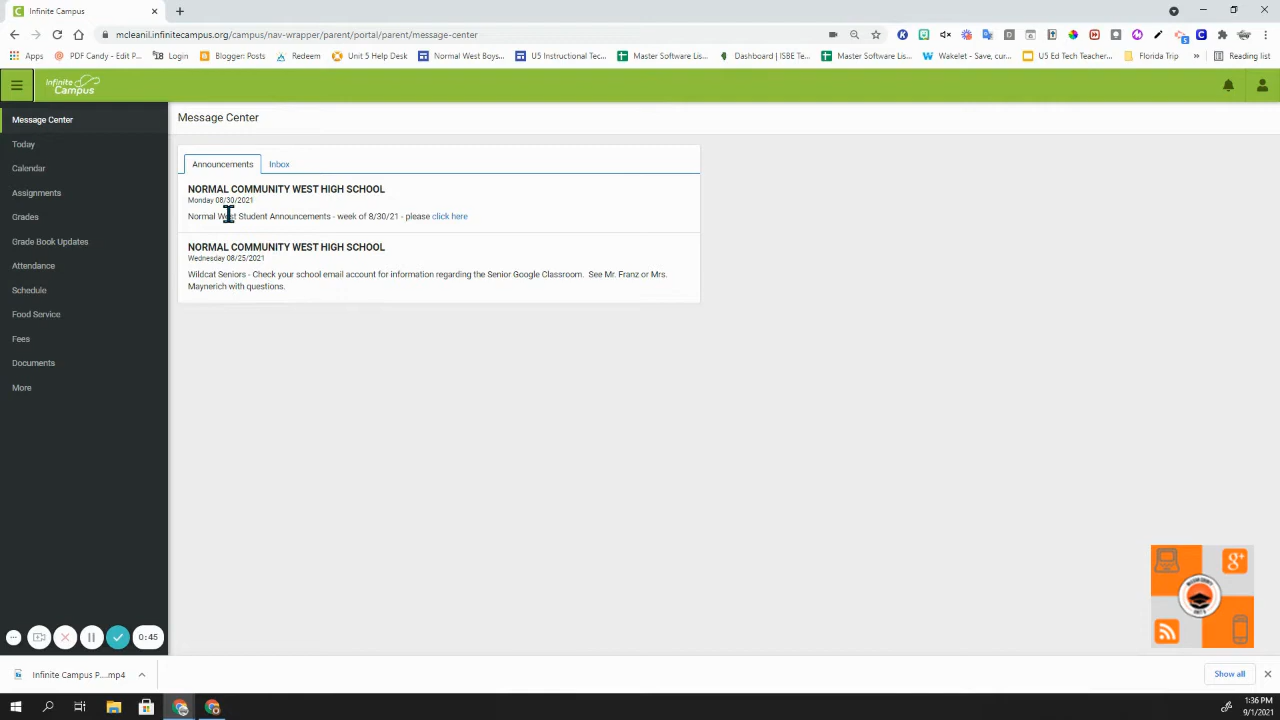 Infinite Campus
mcleanil.infinitecampus.org/campus/nav-wrapper/parent/portal/parent/message-center
Apps
PDF Candy - Edit P...
Login
Blogger: Posts
Redeem
Unit 5 Help Desk
Normal West Boys...
U5 Instructional Tec...
Master Software Lis...
Dashboard | ISBE Te...
Master Software Lis...
Wakelet - Save, cur...
U5 Ed Tech Teacher...
Florida Trip
»
Reading list
Infinite
Campus
Message Center
Today
Calendar
Assignments
Grades
Grade Book Updates
Attendance
Schedule
Food Service
Fees
Documents
More
Message Center
Announcements
Inbox
NORMAL COMMUNITY WEST HIGH SCHOOL
Monday 08/30/2021
Normal West Student Announcements - week of 8/30/21 - please click here
NORMAL COMMUNITY WEST HIGH SCHOOL
Wednesday 08/25/2021
Wildcat Seniors - Check your school email account for information regarding the Senior Google Classroom. See Mr. Franz or Mrs.
Maynerich with questions.
g+
0:45
Infinite Campus P....mp4
Show all
1:36 PM
9/1/2021